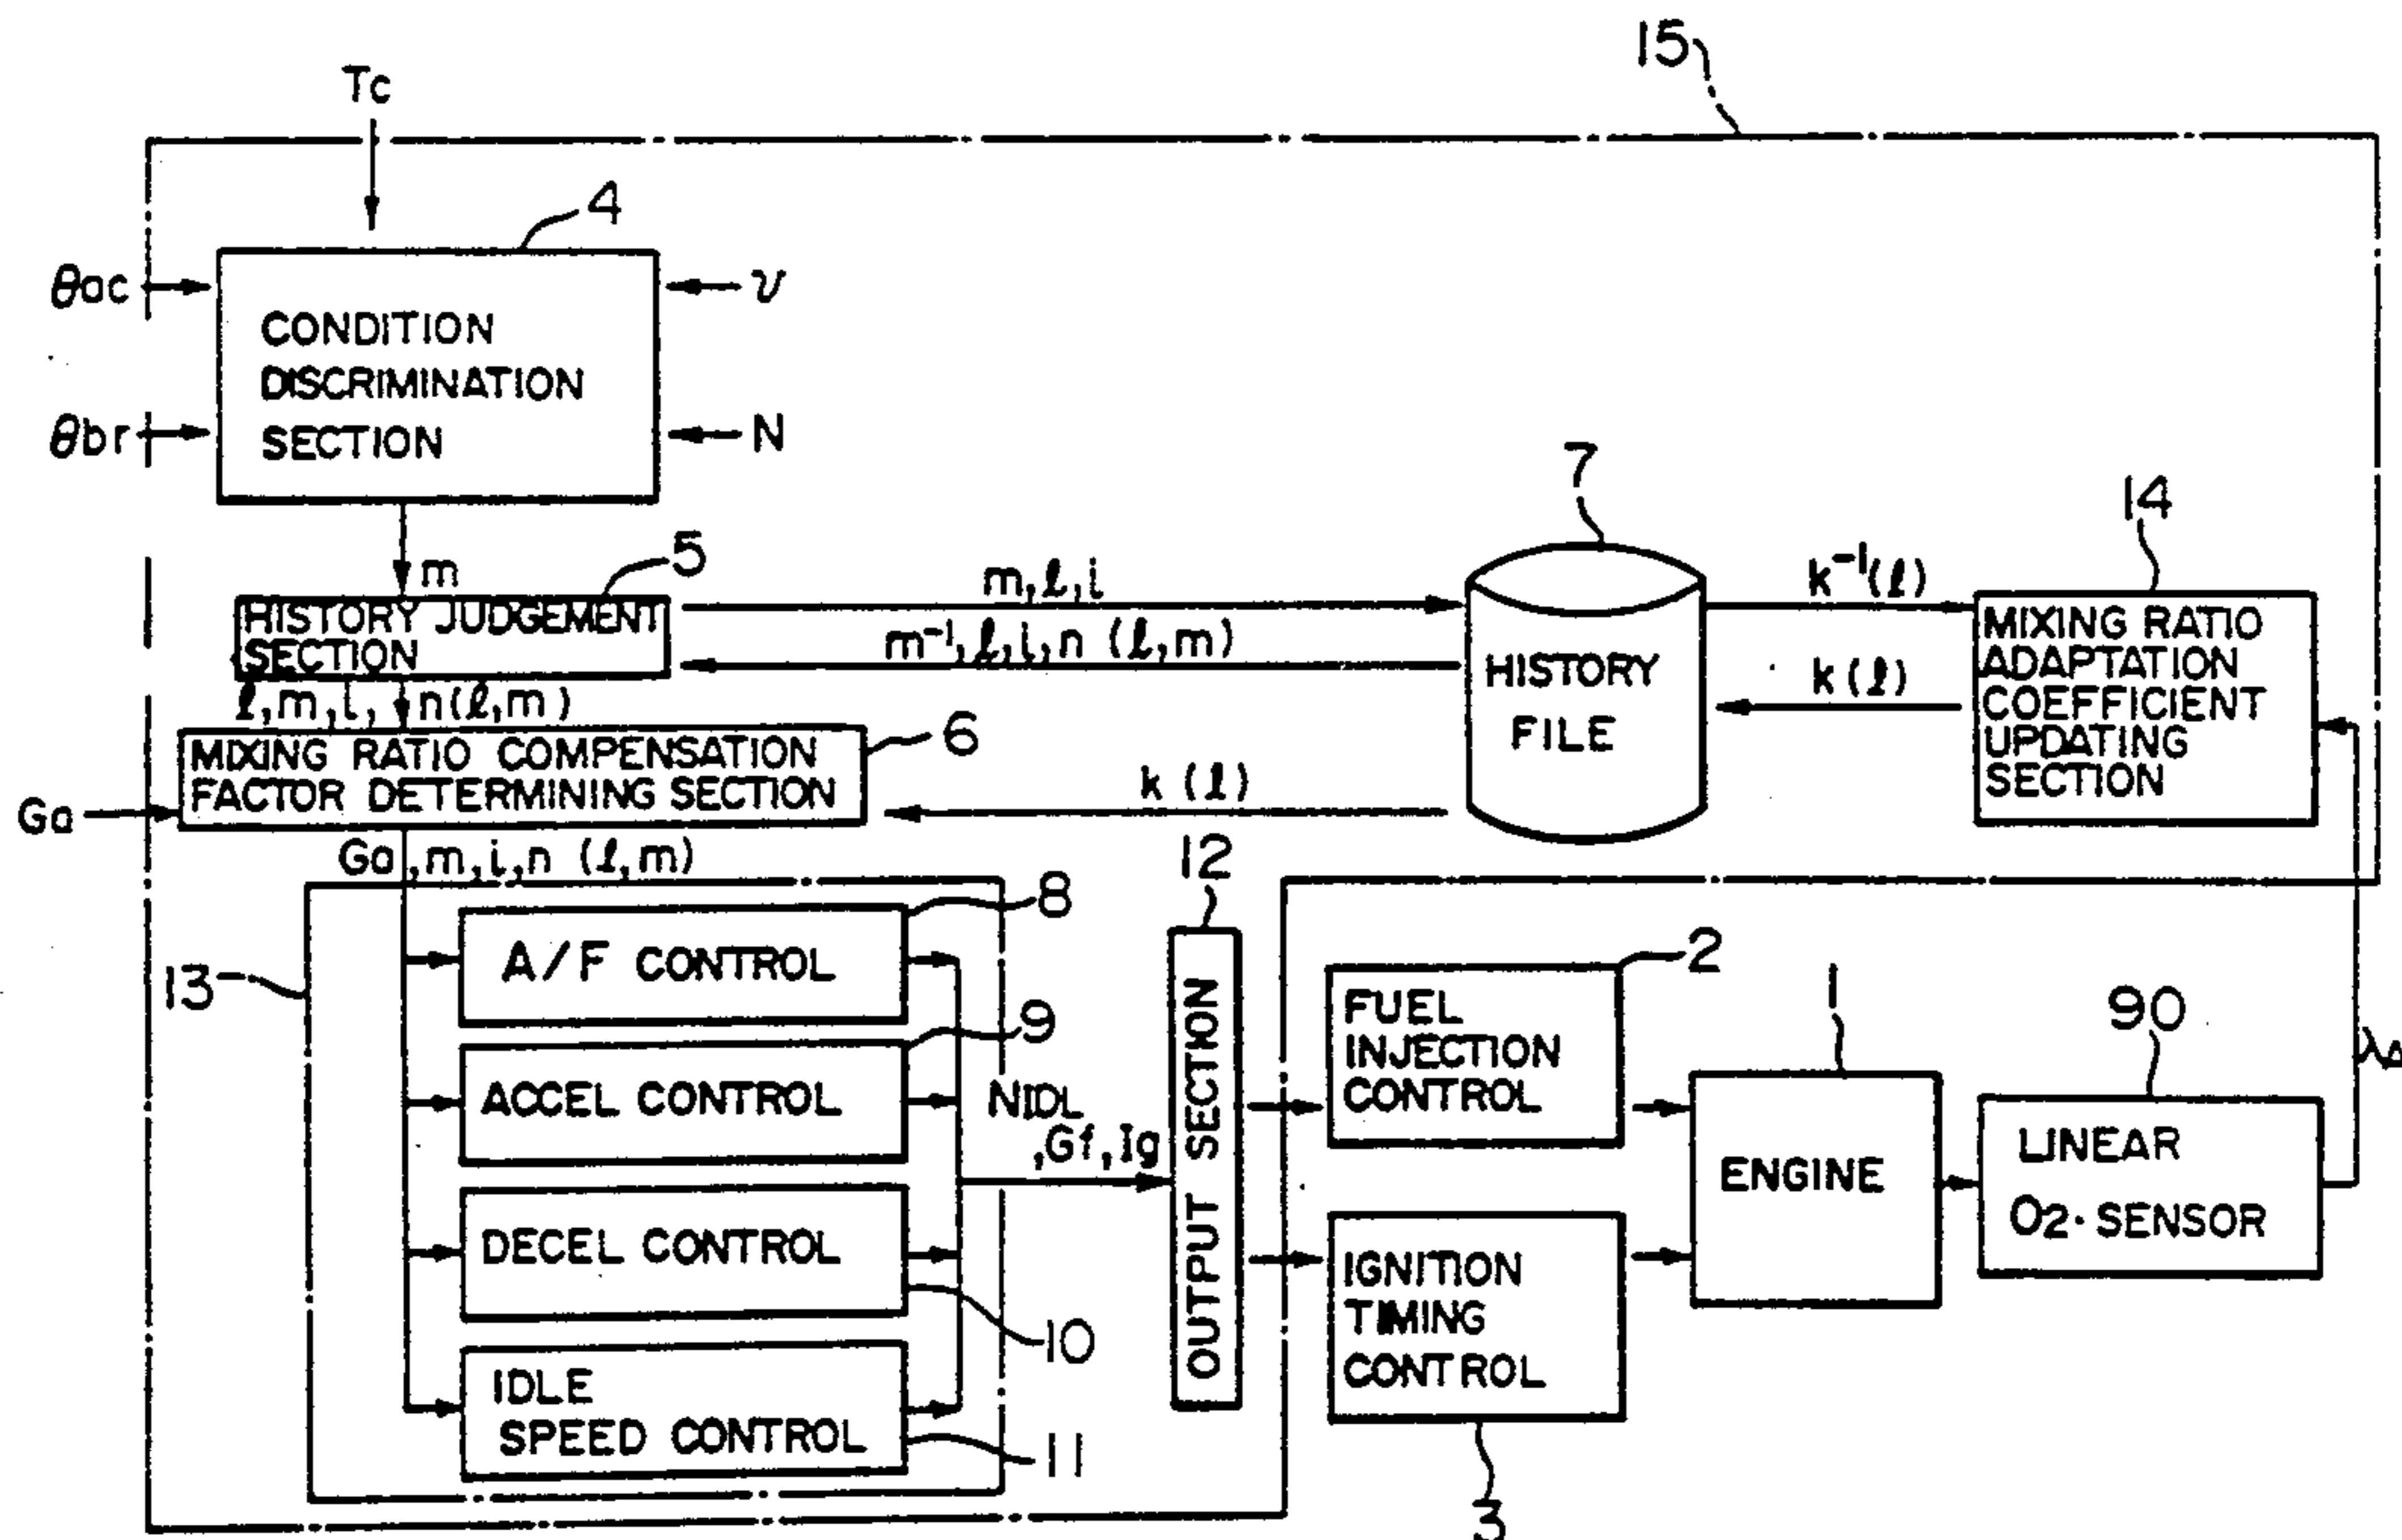 15
Tc
4
θac
CONDITION
DISCRIMINATION
SECTION
v
θbr
N
m
5
HISTORY JUDGEMENT
SECTION
m,ℓ,i
m⁻¹,ℓ,i,n (ℓ,m)
7
HISTORY
FILE
k⁻¹(ℓ)
k(ℓ)
14
MIXING RATIO
ADAPTATION
COEFFICIENT
UPDATING
SECTION
ℓ,m,i, n(ℓ,m)
6
MIXING RATIO COMPENSATION
FACTOR DETERMINING SECTION
k (ℓ)
Ga
Ga,m,i,n (ℓ,m)
13
8
A/F CONTROL
9
ACCEL CONTROL
DECEL CONTROL
10
IDLE
SPEED CONTROL
11
NIDL
,Gf,Ig
12
OUTPUT SECTION
2
FUEL
INJECTION
CONTROL
IGNITION
TIMING
CONTROL
3
1
ENGINE
90
LINEAR
O2·SENSOR